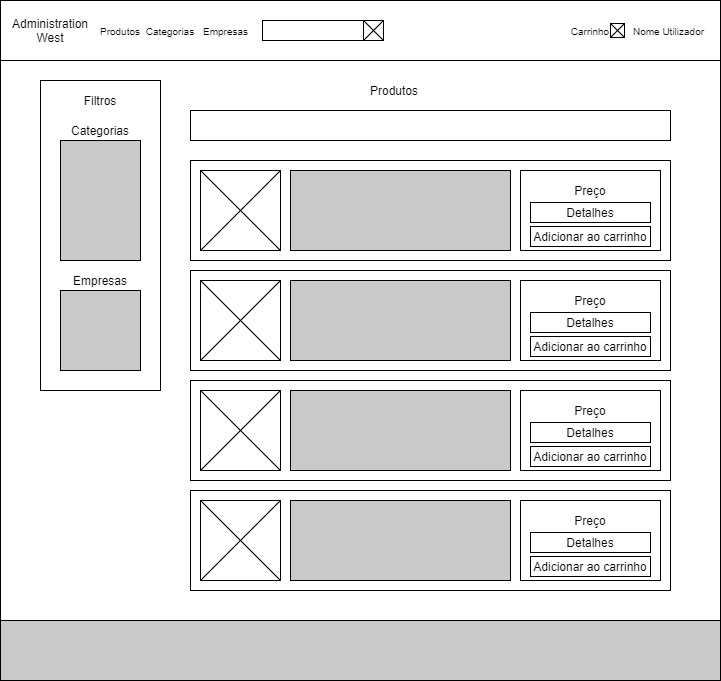 Administration
West
Produtos Categorias Empresas
Carrinho
Nome Utilizador
Filtros
Categorias
Empresas
Produtos
Preço
Detalhes
Adicionar ao carrinho
Preço
Detalhes
Adicionar ao carrinho
Preço
Detalhes
Adicionar ao carrinho
Preço
Detalhes
Adicionar ao carrinho